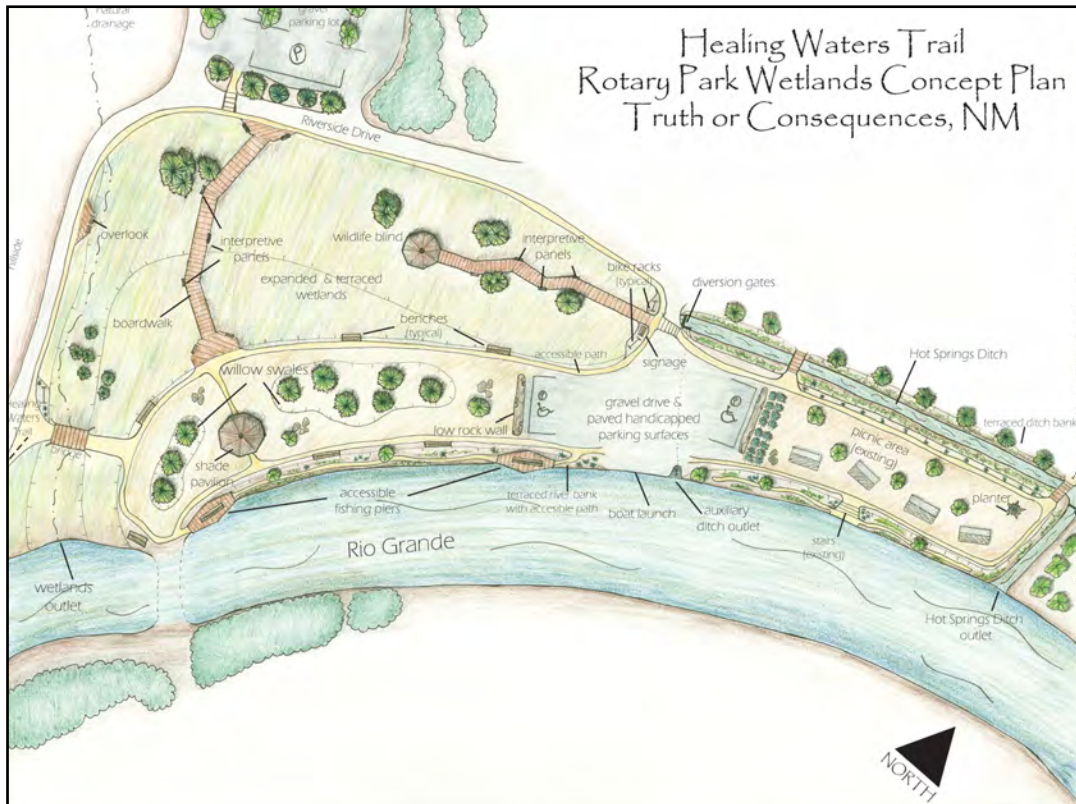 Healing Waters Trail
Rotary Park Wetlands Concept Plan
Truth or Consequences, NM
natural
drainage
gravel
parking lot
P
Riverside Drive
overlook
interpretive
panels
wildlife blind
interpretive
panels
bike racks
(typical)
diversion gates
expanded & terraced
wetlands
boardwalk
benches
(typical)
accessible path
signage
Hot Springs Ditch
willow swales
gravel drive &
paved handicapped
parking surfaces
terraced ditch bank
low rock wall
picnic area
(existing)
Waters
Trail
bridge
shade
pavilion
planter
accessible
fishing piers
terraced river bank
with accesible path
boat launch
auxiliary
ditch outlet
stairs
(existing)
Rio Grande
wetlands
outlet
Hot Springs Ditch
outlet
NORTH